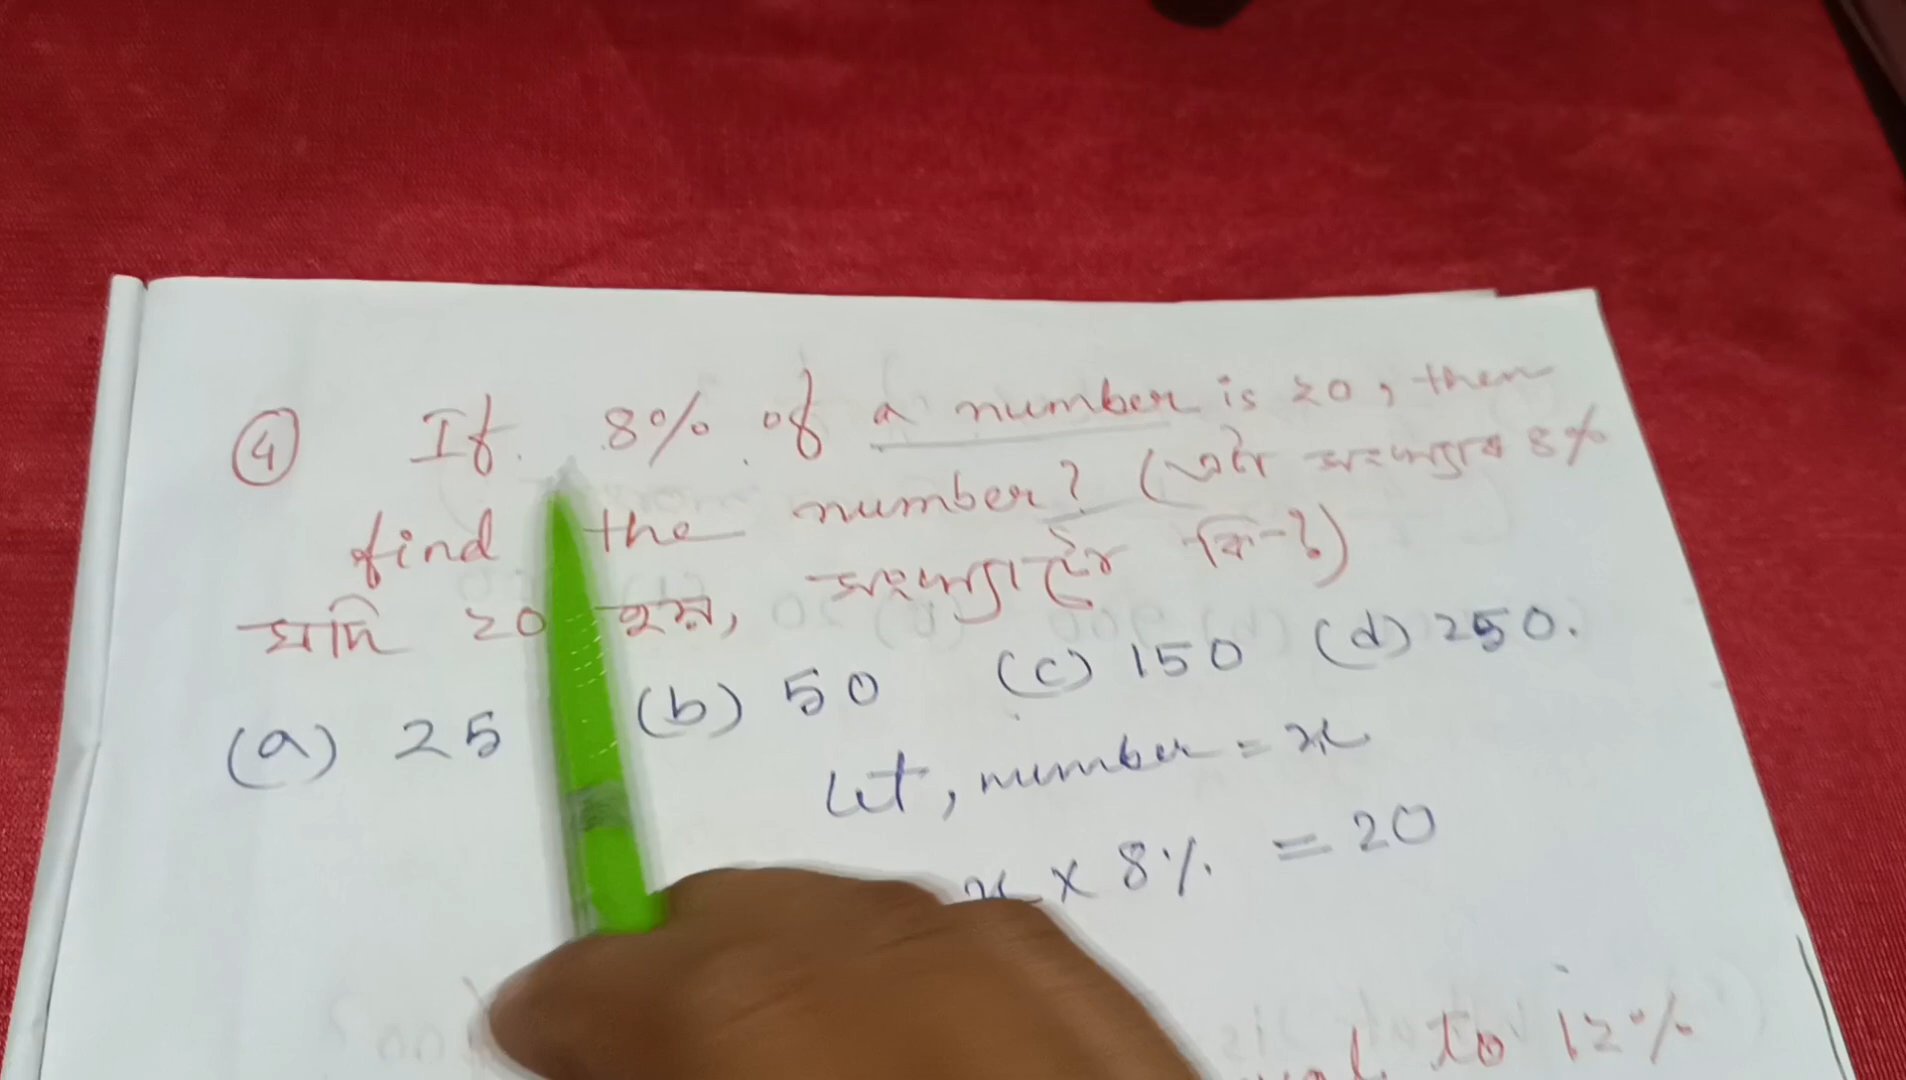 ④ If 8% of a number is 20, then
find the number? (একটি সংখ্যার 8%
যদি 20 হয়, সংখ্যাটি কি-?)
(a) 25 (b) 50 (c) 150 (d) 250.
Let, number = x
x × 8% = 20
to 12%